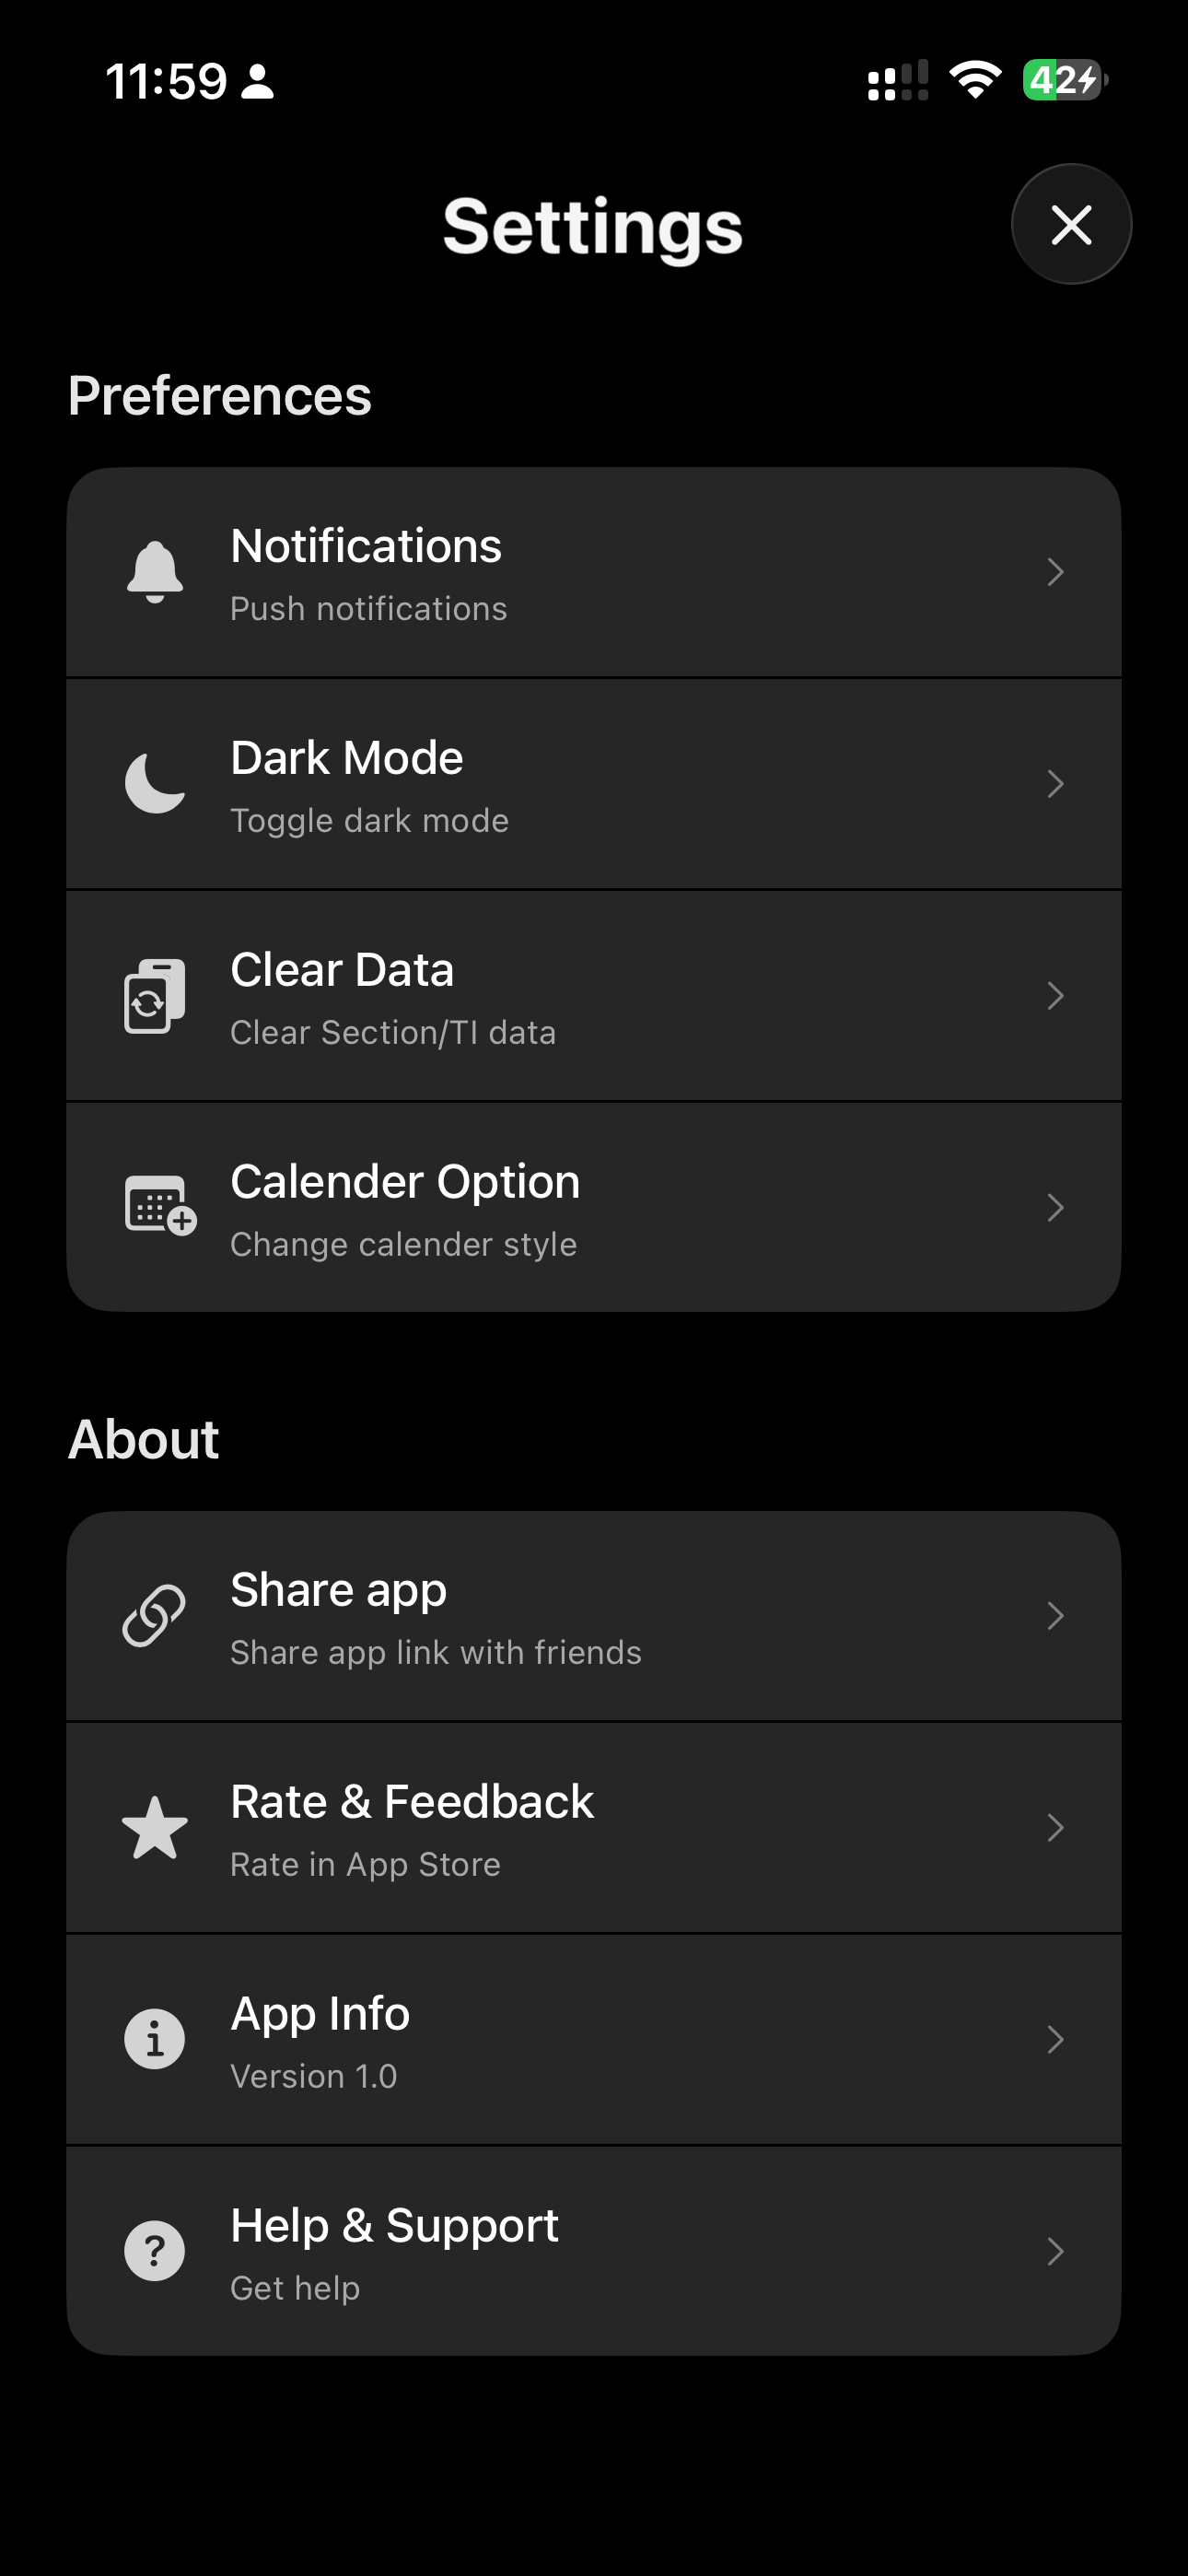 11:59
42
Settings
Preferences
Notifications
Push notifications
Dark Mode
Toggle dark mode
Clear Data
Clear Section/TI data
Calender Option
Change calender style
About
Share app
Share app link with friends
Rate & Feedback
Rate in App Store
App Info
Version 1.0
Help & Support
Get help